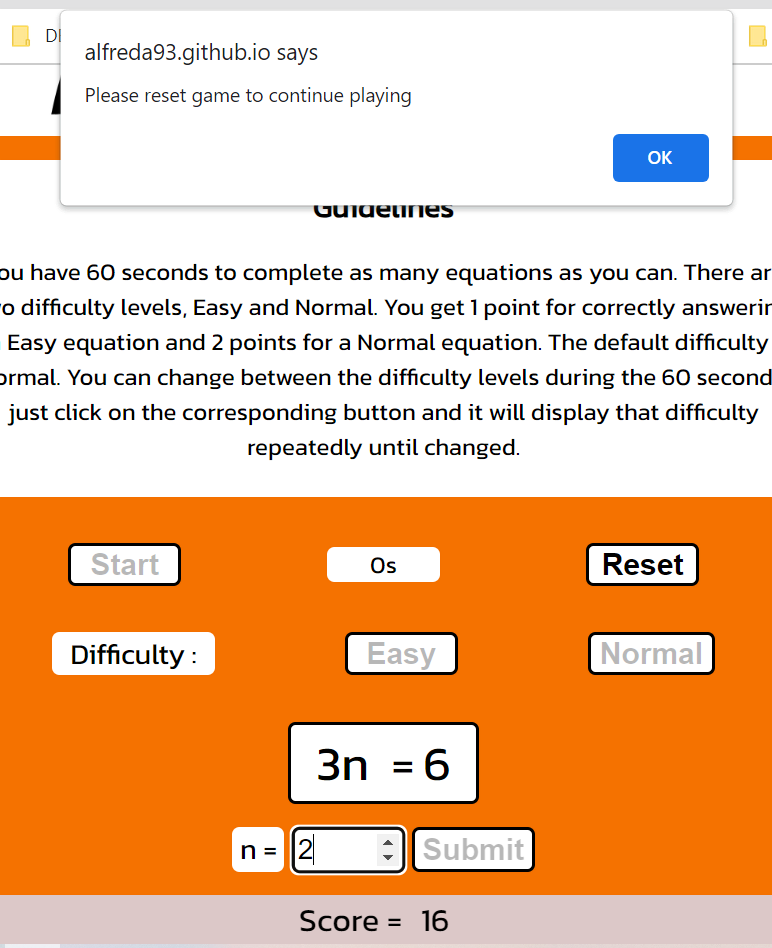 alfreda93.github.io says
Please reset game to continue playing
OK
Guidelines
ou have 60 seconds to complete as many equations as you can. There ar
o difficulty levels, Easy and Normal. You get 1 point for correctly answerin
Easy equation and 2 points for a Normal equation. The default difficulty
ormal. You can change between the difficulty levels during the 60 second
just click on the corresponding button and it will display that difficulty
repeatedly until changed.
Start 0s Reset
Difficulty : Easy Normal
3n = 6
n = 2 Submit
Score = 16